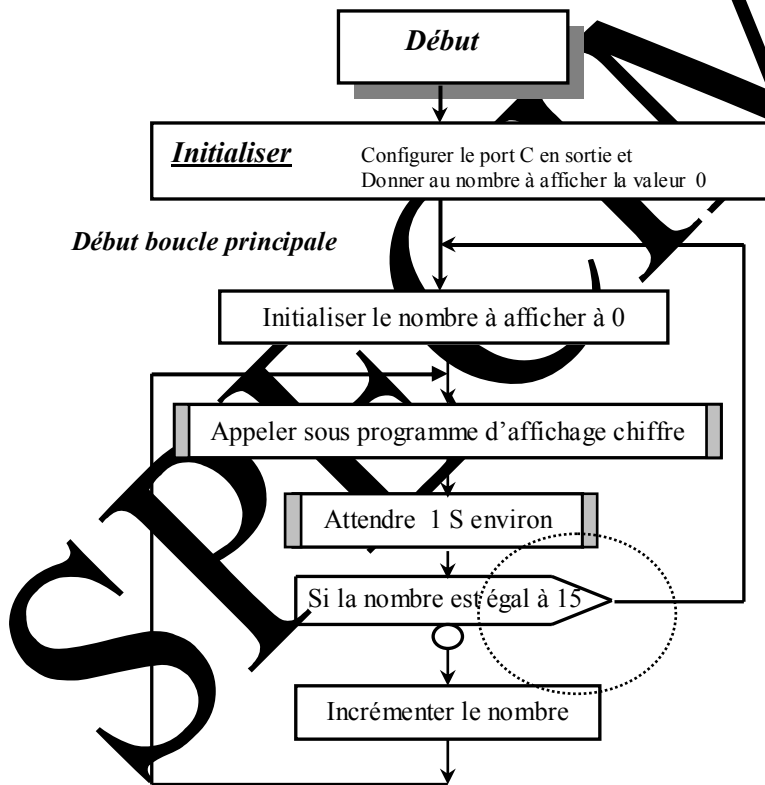 Début
Initialiser
Configurer le port C en sortie et
Donner au nombre à afficher la valeur 0
Début boucle principale
Initialiser le nombre à afficher à 0
Appeler sous programme d'affichage chiffre
Attendre 1 S environ
Si la nombre est égal à 15
Incrémenter le nombre
SPECIM